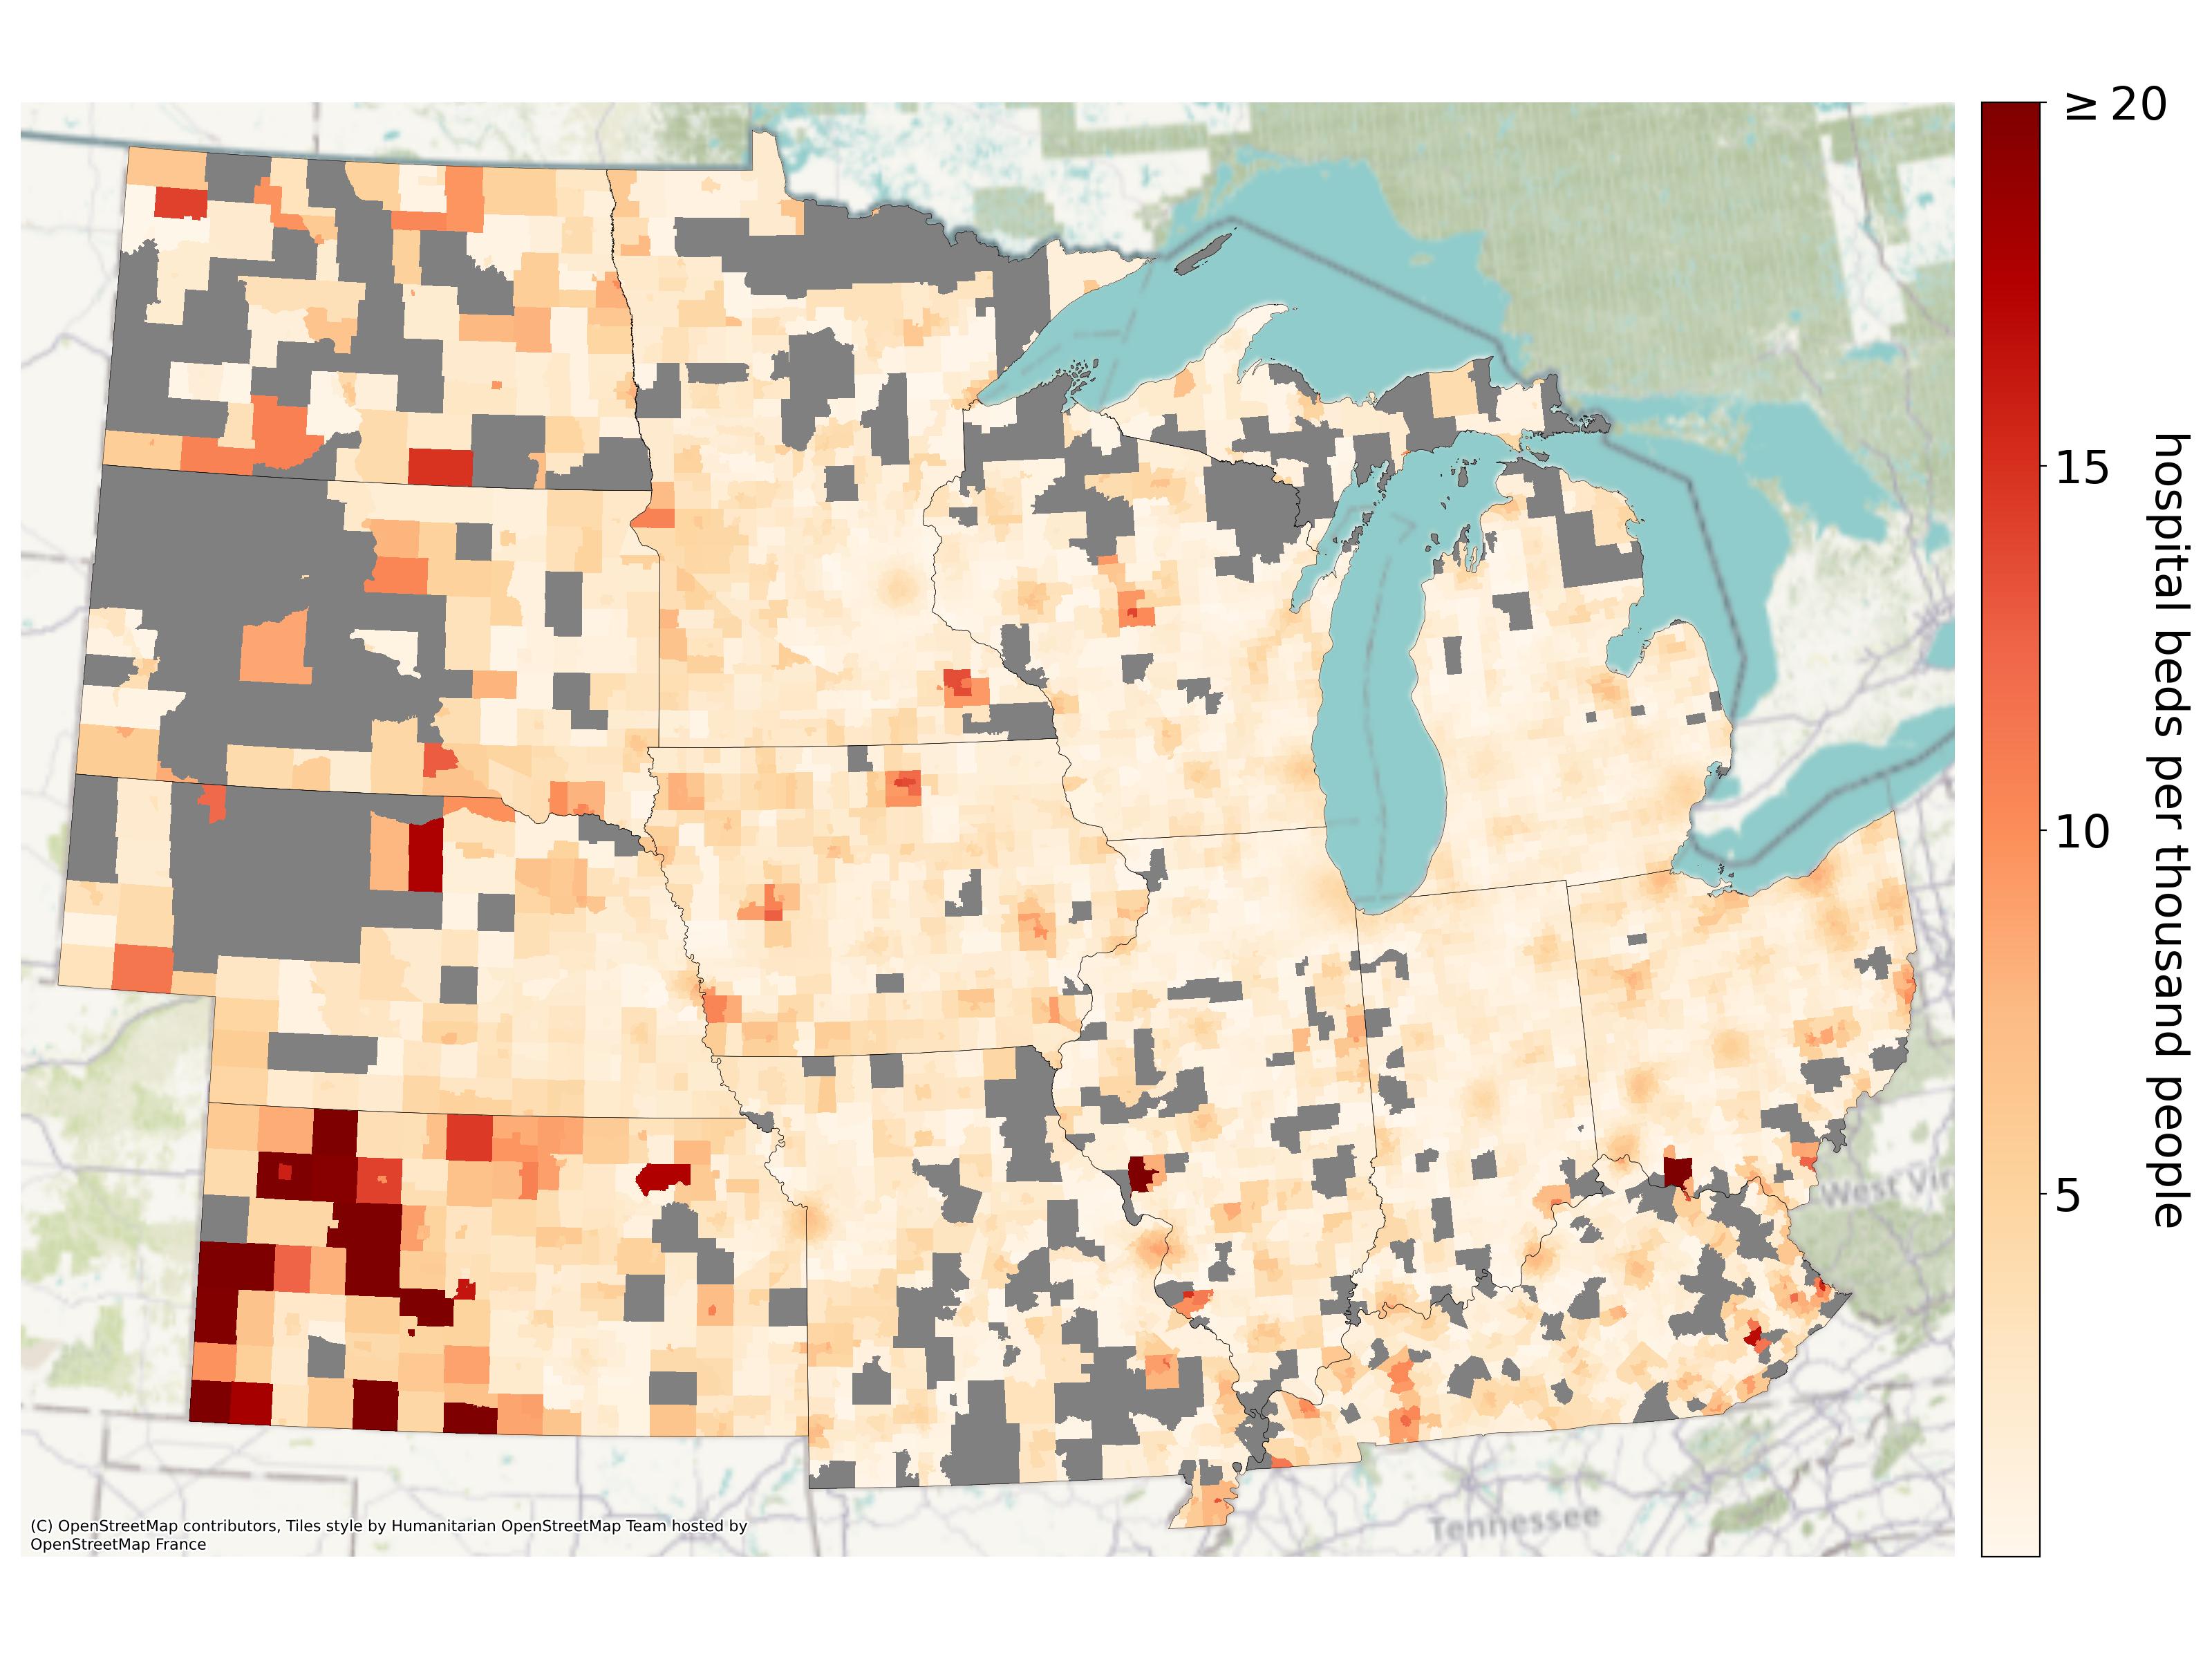 ≥ 20
15
10
5
hospital beds per thousand people
West Vir
Tennessee
(C) OpenStreetMap contributors, Tiles style by Humanitarian OpenStreetMap Team hosted by
OpenStreetMap France